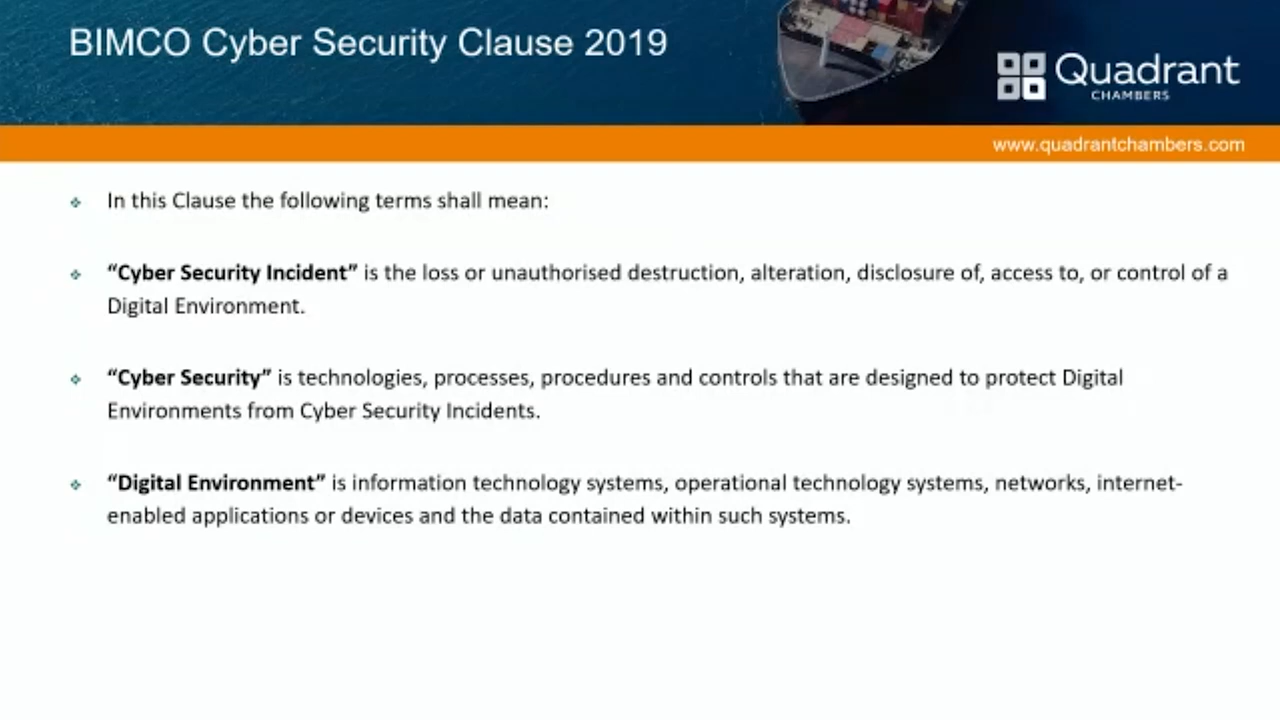 BIMCO Cyber Security Clause 2019
Quadrant
CHAMBERS
www.quadrantchambers.com
In this Clause the following terms shall mean:
“Cyber Security Incident” is the loss or unauthorised destruction, alteration, disclosure of, access to, or control of a
Digital Environment.
“Cyber Security” is technologies, processes, procedures and controls that are designed to protect Digital
Environments from Cyber Security Incidents.
“Digital Environment” is information technology systems, operational technology systems, networks, internet-
enabled applications or devices and the data contained within such systems.